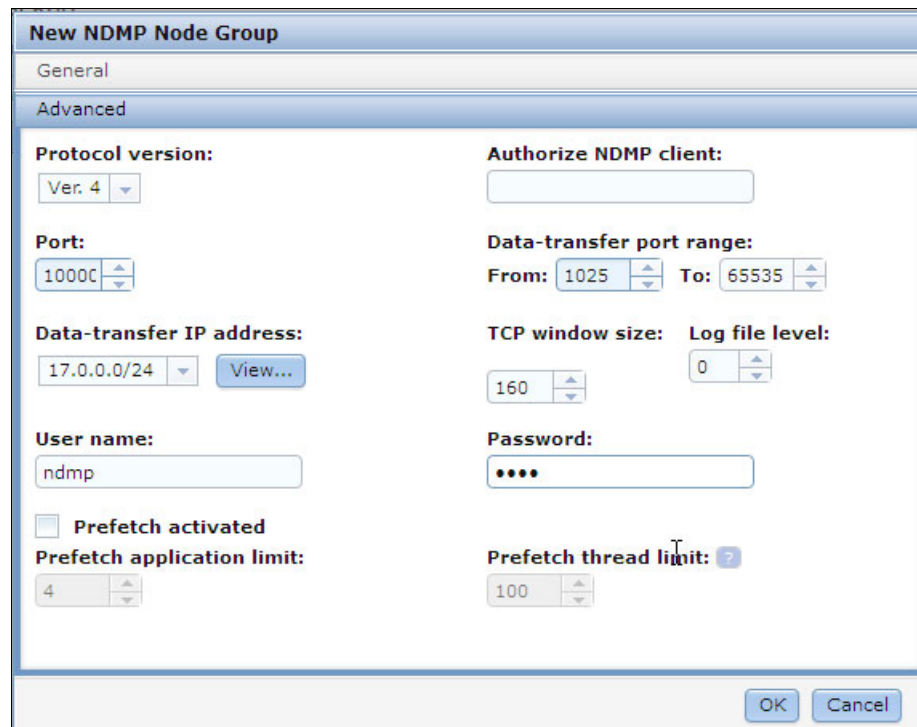 New NDMP Node Group
General
Advanced
Protocol version:
Authorize NDMP client:
Ver. 4
Port:
Data-transfer port range:
1000
From: 1025 To: 65535
Data-transfer IP address:
TCP window size: Log file level:
17.0.0.0/24 View...
0
160
User name:
Password:
ndmp
••••
Prefetch activated
Prefetch application limit:
Prefetch thread limit: ?
4
100
OK Cancel